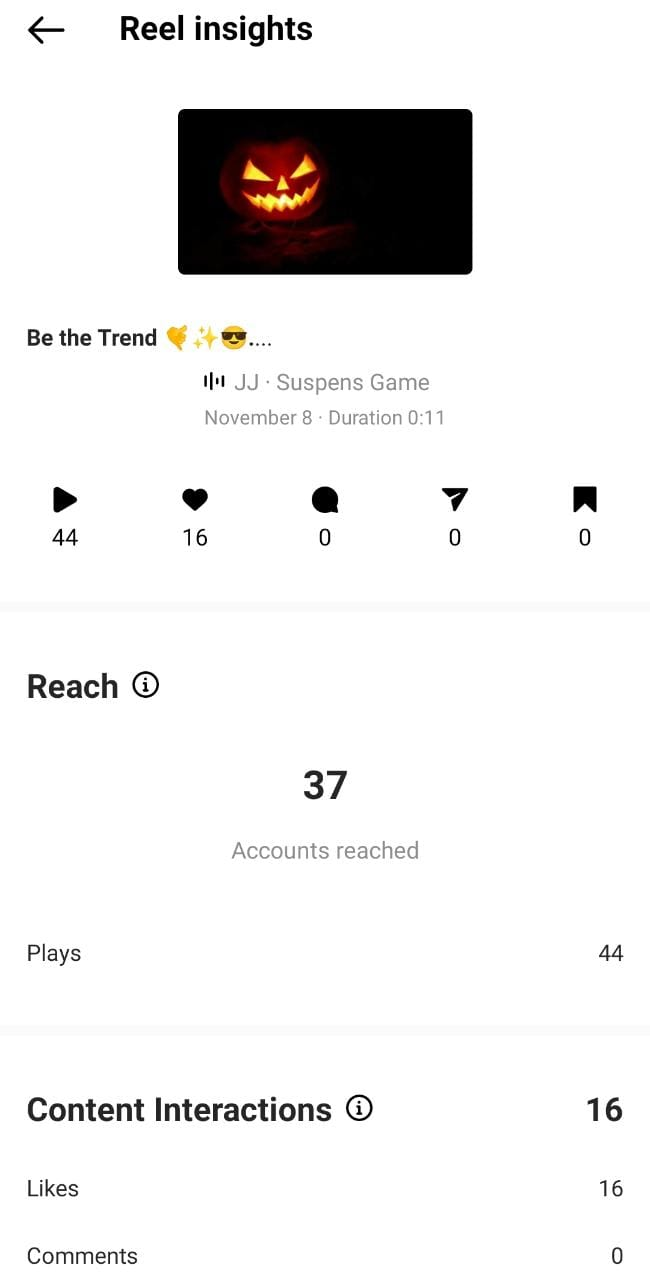 Reel insights
Be the Trend 🤙✨😎....
JJ · Suspens Game
November 8 · Duration 0:11
44 16 0 0 0
Reach
37
Accounts reached
Plays 44
Content Interactions 16
Likes 16
Comments 0